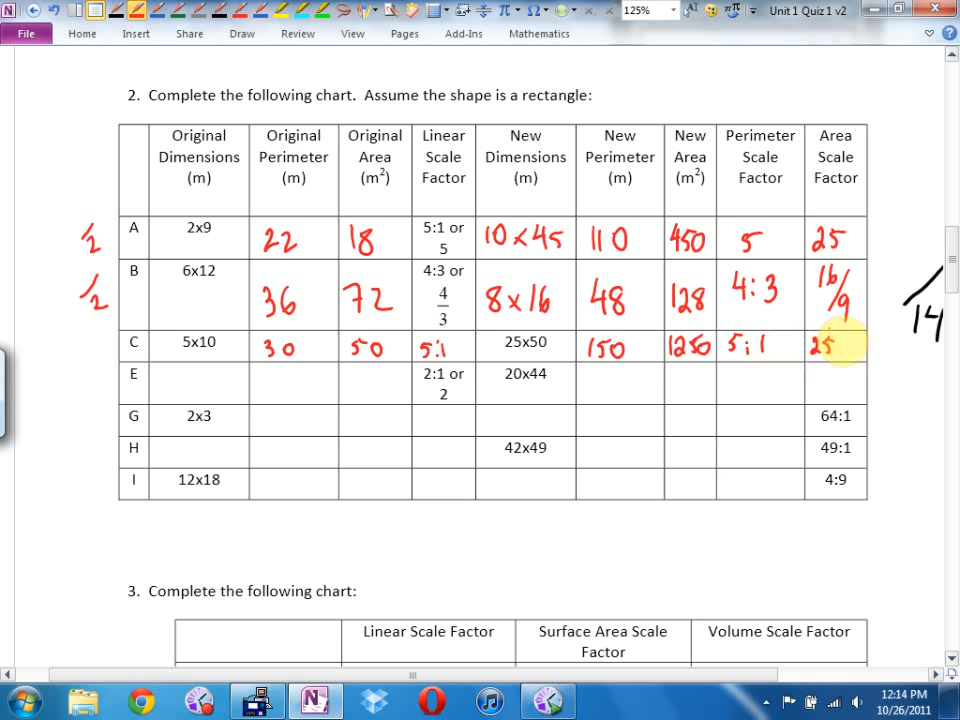 125% Unit 1 Quiz 1 v2
File Home Insert Share Draw Review View Pages Add-Ins Mathematics
2. Complete the following chart. Assume the shape is a rectangle:
Original Dimensions (m) Original Perimeter (m) Original Area (m²) Linear Scale Factor New Dimensions (m) New Perimeter (m) New Area (m²) Perimeter Scale Factor Area Scale Factor
/2 A 2x9 22 18 5:1 or 5 10 x 45 110 450 5 25
/2 B 6x12 36 72 4:3 or 4/3 8 x 16 48 128 4:3 16/9
14
C 5x10 30 50 5:1 25x50 150 1250 5:1 25
E 2:1 or 2 20x44
G 2x3 64:1
H 42x49 49:1
I 12x18 4:9
3. Complete the following chart:
Linear Scale Factor Surface Area Scale Factor Volume Scale Factor
12:14 PM
10/26/2011